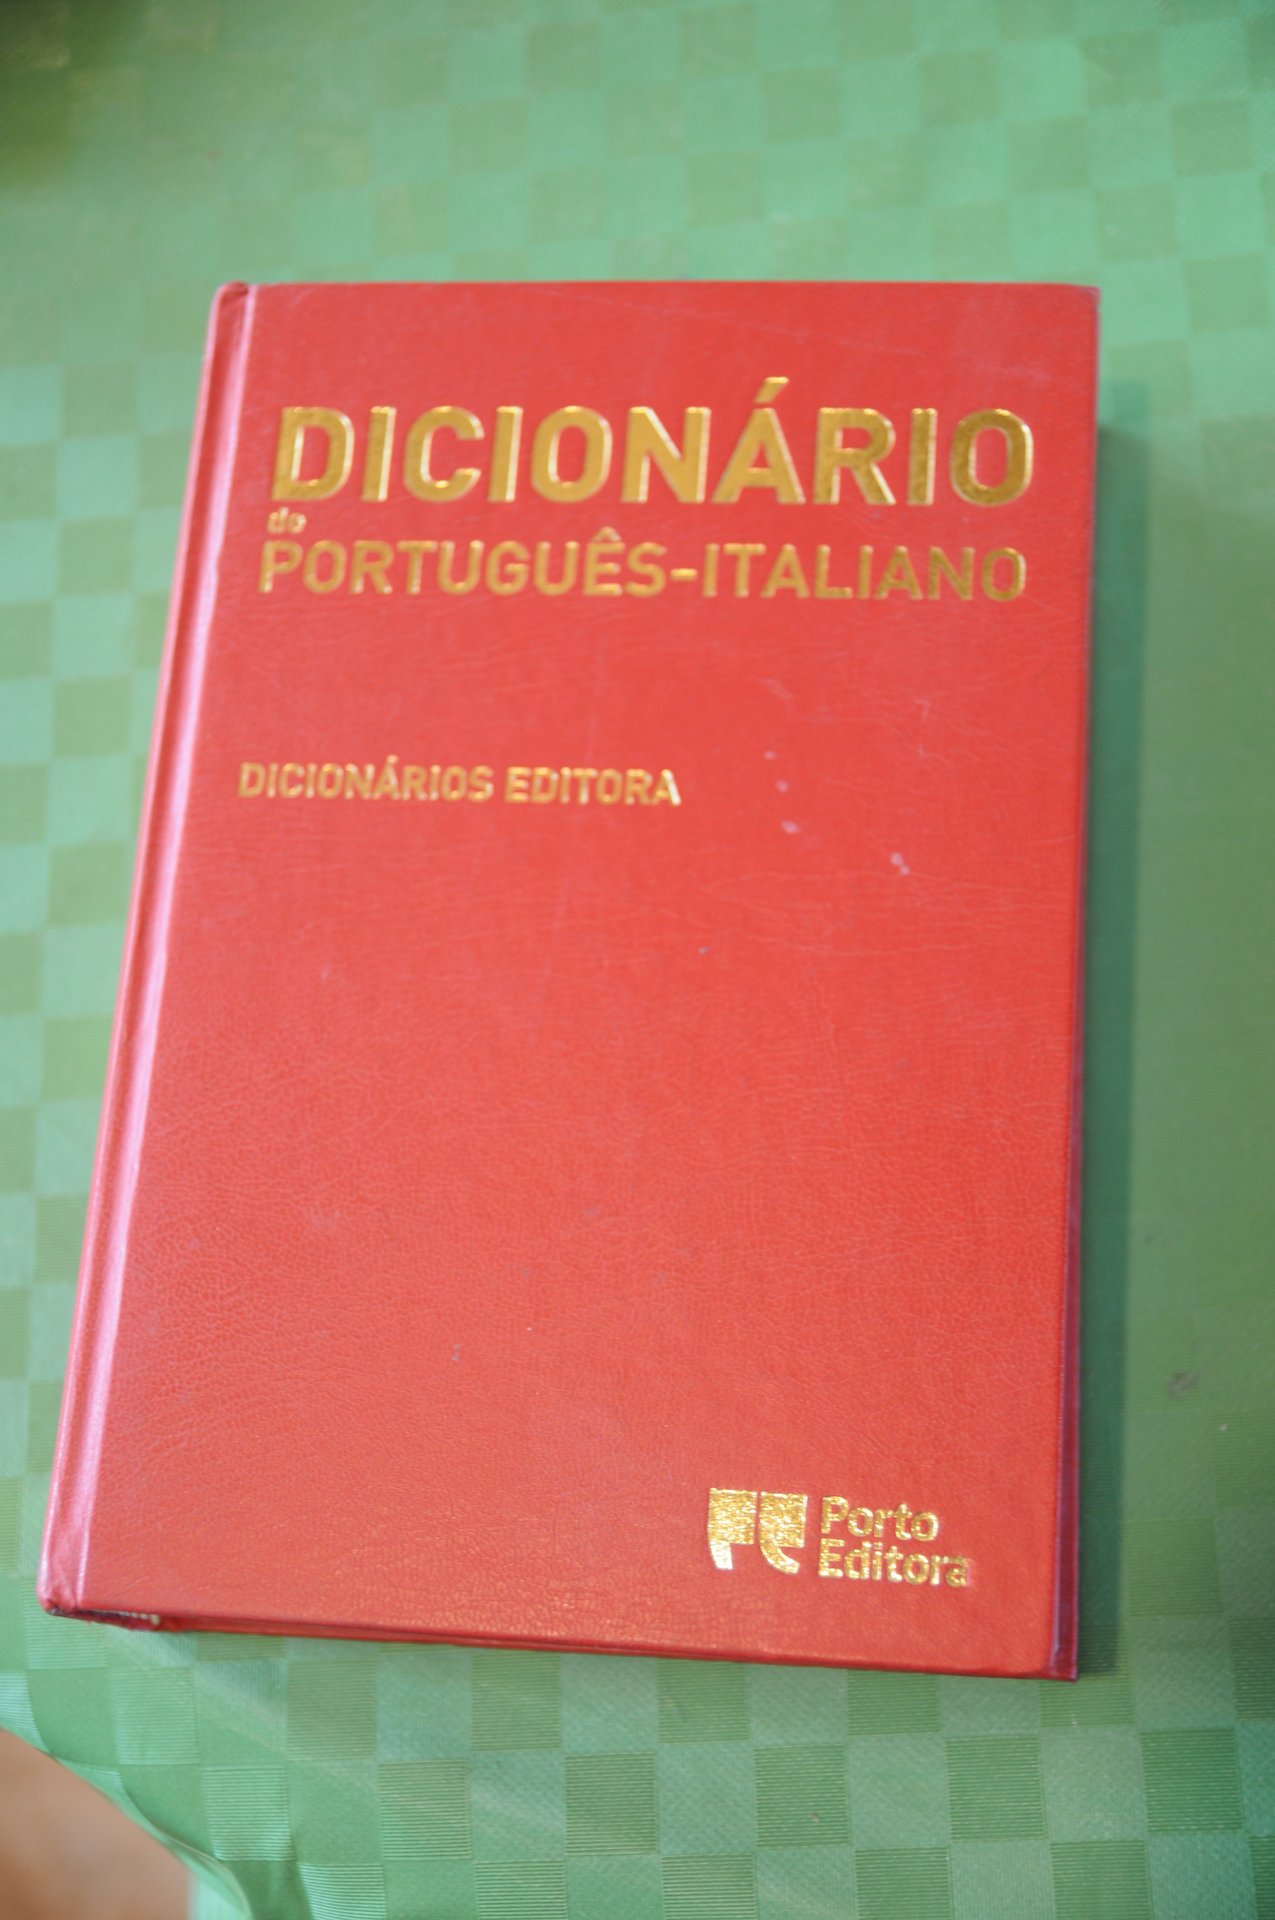 DICIONÁRIO
de
PORTUGUÊS-ITALIANO
DICIONÁRIOS EDITORA
Porto
Editora